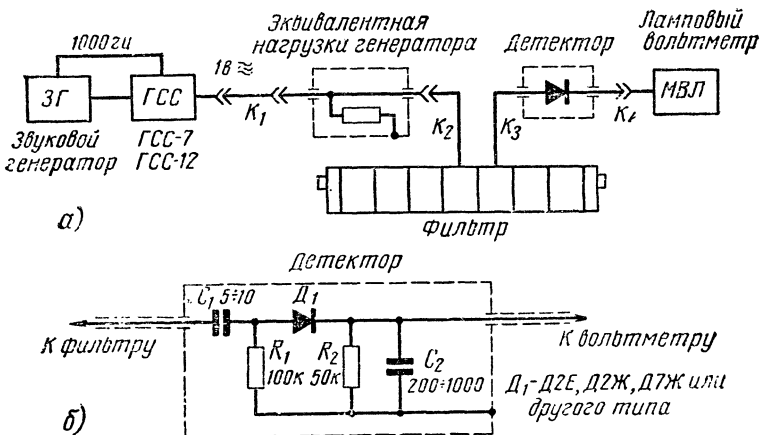 Эквивалентная
нагрузки генератора
Ламповый
вольтметр
Детектор
1000гц
1В
ЗГ
ГСС
МВЛ
К1
К2
К3
К4
Звуковой
генератор
ГСС-7
ГСС-12
Фильтр
а)
Детектор
С1 5÷10
Д1
К фильтру
К вольтметру
R1
100к
R2
50к
С2
200÷1000
Д1-Д2Е, Д2Ж, Д7Ж или
другого типа
б)